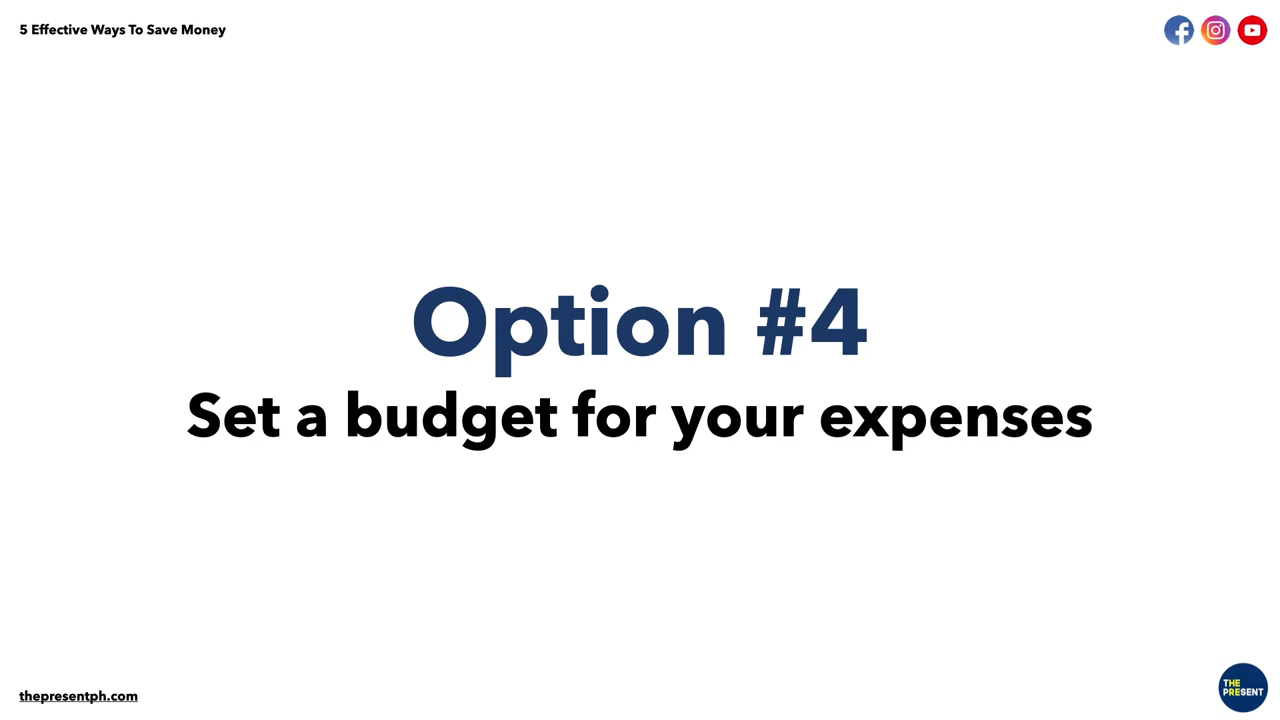 5 Effective Ways To Save Money
Option #4
Set a budget for your expenses
thepresentph.com
THE
PRESENT